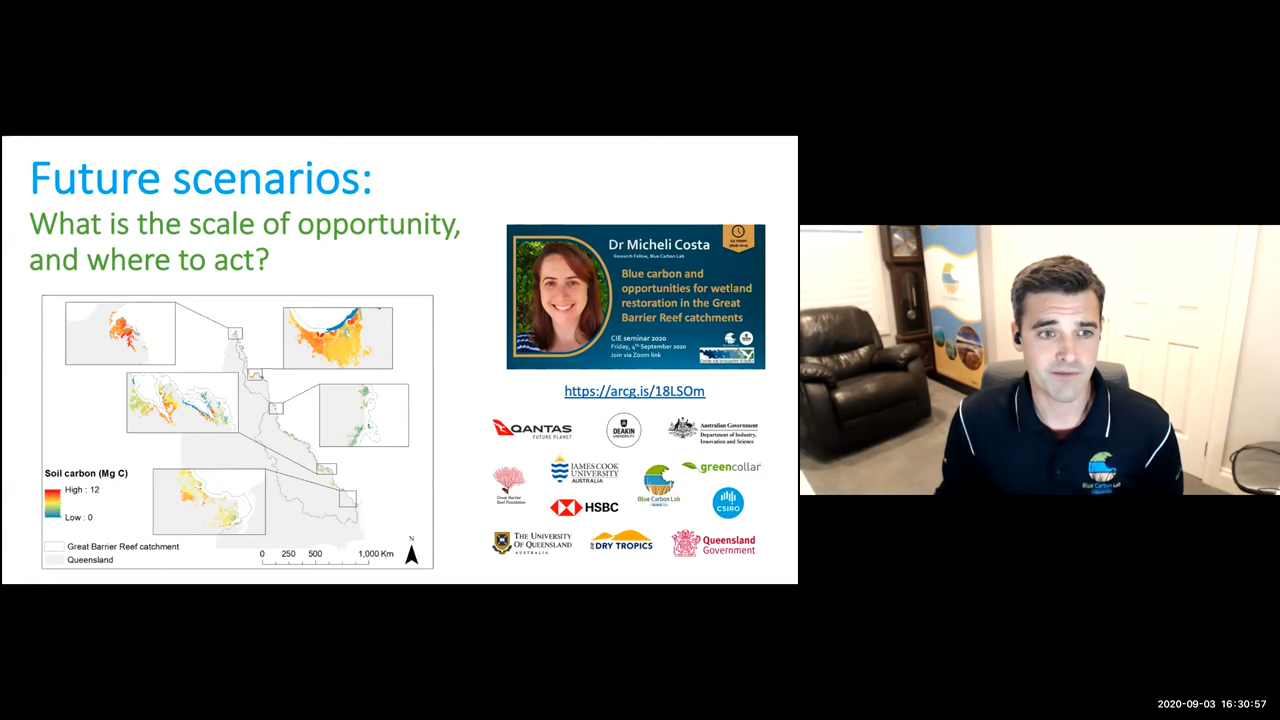 Future scenarios:
What is the scale of opportunity,
and where to act?
Soil carbon (Mg C)
High : 12
Low : 0
Great Barrier Reef catchment
Queensland
0 250 500 1,000 Km
N
Dr Micheli Costa
Research Fellow, Blue Carbon Lab
Blue carbon and
opportunities for wetland
restoration in the Great
Barrier Reef catchments
CIE seminar 2020
Friday, 4th September 2020
Join via Zoom link
https://arcg.is/18LSOm
QANTAS
FUTURE PLANET
DEAKIN
UNIVERSITY
Australian Government
Department of Industry,
Innovation and Science
Great Barrier
Reef Foundation
JAMES COOK
UNIVERSITY
AUSTRALIA
Blue Carbon Lab
greencollar
HSBC
CSIRO
THE UNIVERSITY
OF QUEENSLAND
AUSTRALIA
DRY TROPICS
Queensland
Government
Blue Carbon Lab
2020-09-03 16:30:57